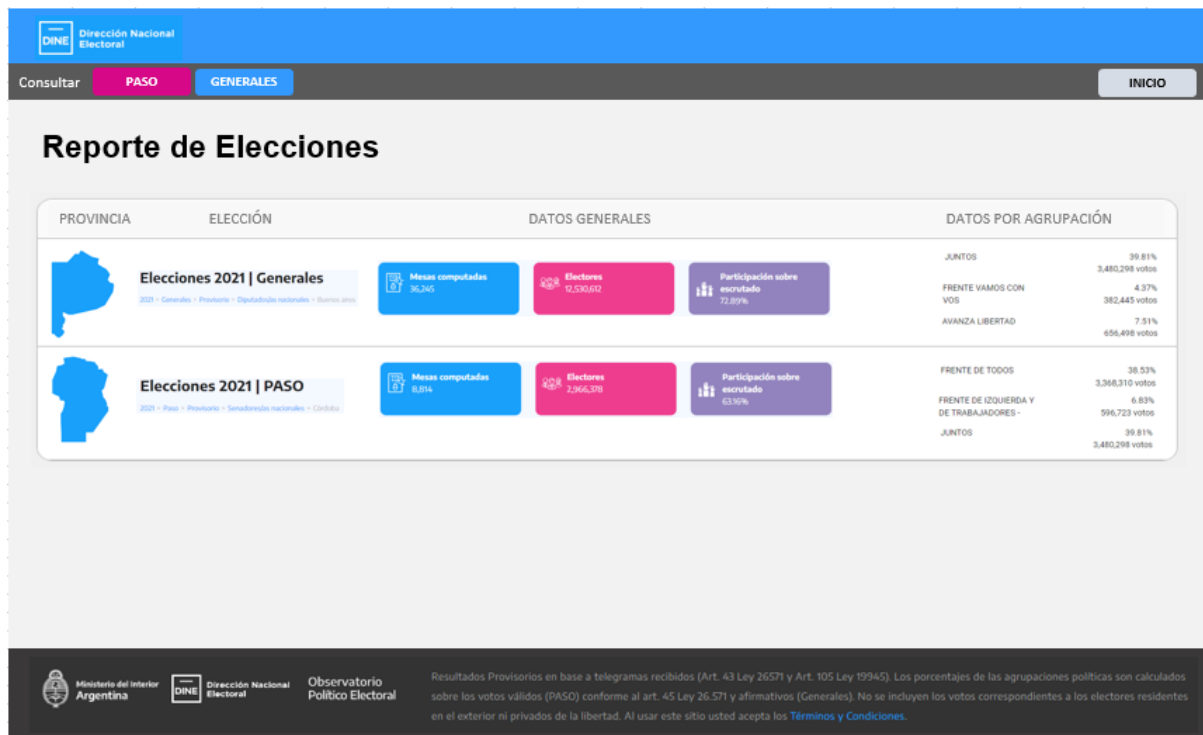 DINE
Dirección Nacional
Electoral
Consultar
PASO
GENERALES
INICIO
Reporte de Elecciones
PROVINCIA
ELECCIÓN
DATOS GENERALES
DATOS POR AGRUPACIÓN
Elecciones 2021 | Generales
2021 > Generales > Provisorio > Diputados/as nacionales > Buenos aires
Mesas computadas
36,245
Electores
12,530,612
Participación sobre
escrutado
72.89%
JUNTOS 39.81%
3,480,298 votos
FRENTE VAMOS CON 4.37%
VOS 382,445 votos
AVANZA LIBERTAD 7.51%
656,498 votos
Elecciones 2021 | PASO
2021 > Paso > Provisorio > Senadores/as nacionales > Córdoba
Mesas computadas
8,814
Electores
2,966,378
Participación sobre
escrutado
63.16%
FRENTE DE TODOS 38.53%
3,368,310 votos
FRENTE DE IZQUIERDA Y 6.83%
DE TRABAJADORES - 596,723 votos
JUNTOS 39.81%
3,480,298 votos
Ministerio del Interior
Argentina
DINE
Dirección Nacional
Electoral
Observatorio
Político Electoral
Resultados Provisorios en base a telegramas recibidos (Art. 43 Ley 26571 y Art. 105 Ley 19945). Los porcentajes de las agrupaciones políticas son calculados
sobre los votos válidos (PASO) conforme al art. 45 Ley 26.571 y afirmativos (Generales). No se incluyen los votos correspondientes a los electores residentes
en el exterior ni privados de la libertad. Al usar este sitio usted acepta los Términos y Condiciones.